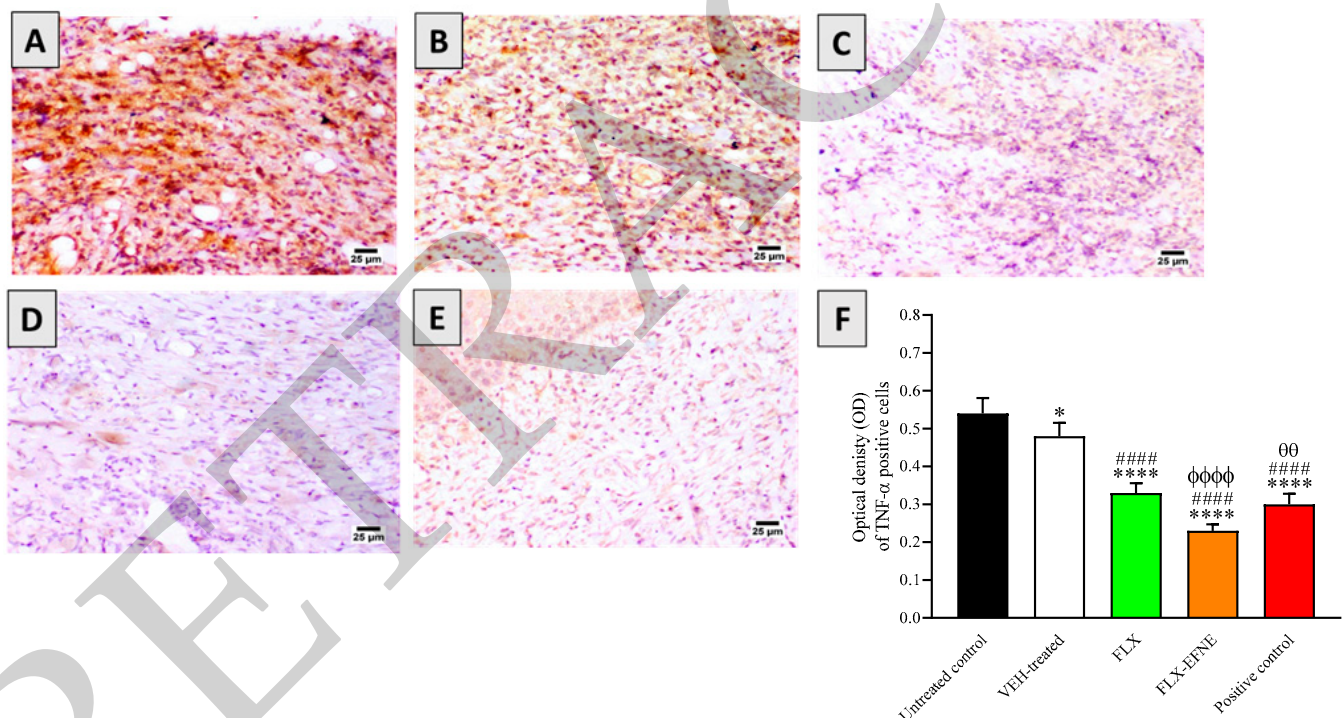 A
B
C
25 µm
25 µm
25 µm
D
E
F
25 µm
25 µm
0.8
0.7
0.6
0.5
0.4
0.3
0.2
0.1
0.0
Optical denisty (OD)
of TNF-α positive cells
*
####
****
ϕϕϕϕ
####
****
θθ
####
****
Untreated control
VEH-treated
FLX
FLX-EFNE
Positive control
RETRAC